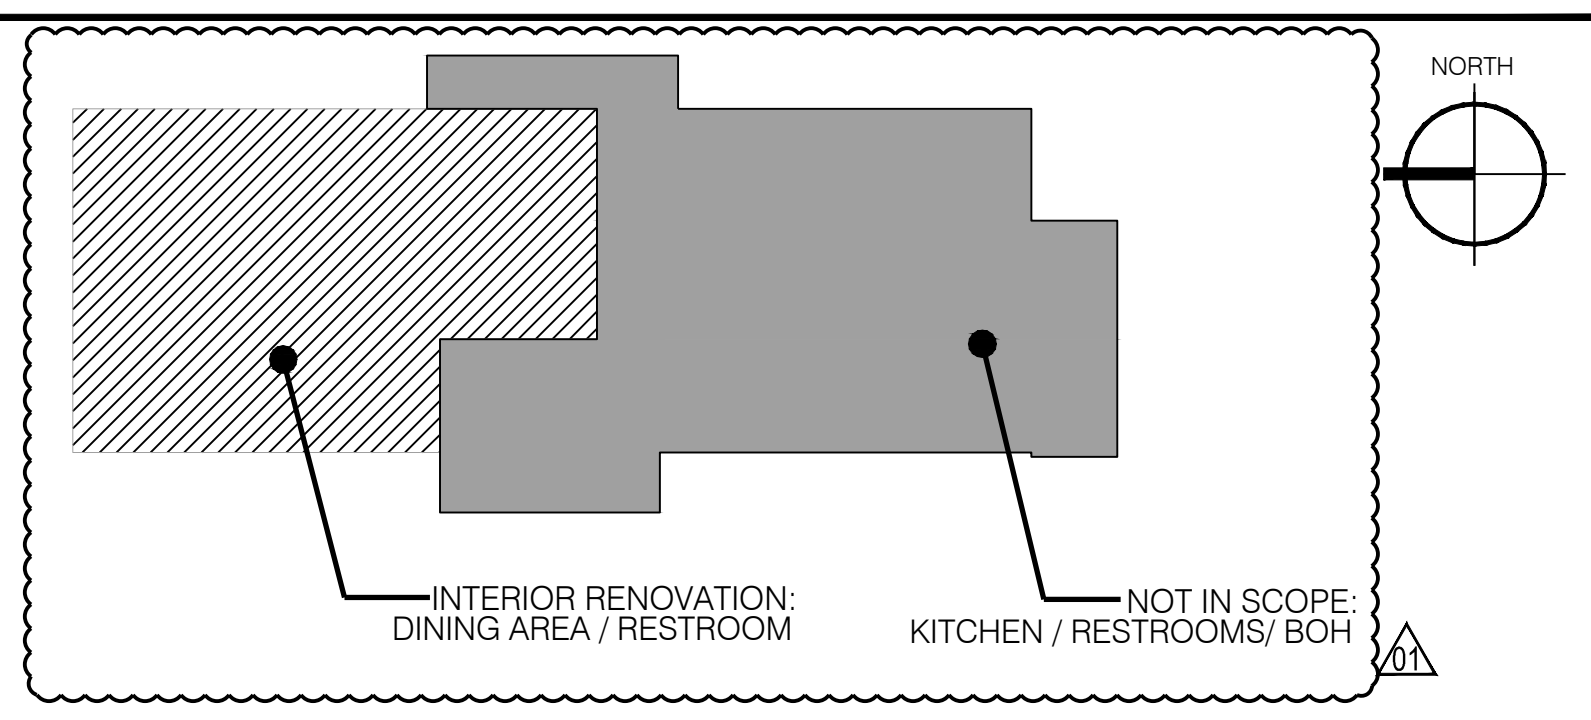 NORTH
INTERIOR RENOVATION:
DINING AREA / RESTROOM
NOT IN SCOPE:
KITCHEN / RESTROOMS/ BOH
01